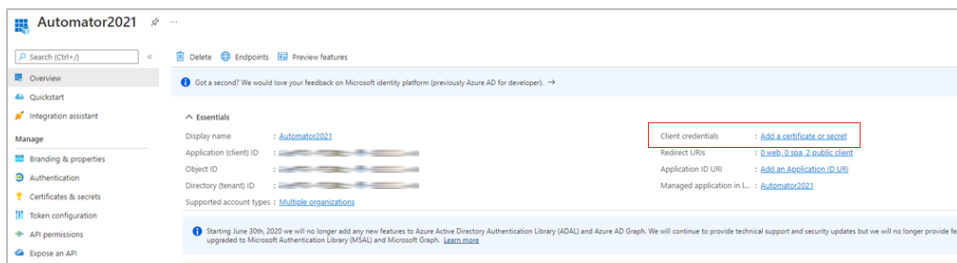 Automator2021
Search (Ctrl+/)
«
Overview
Quickstart
Integration assistant
Manage
Branding & properties
Authentication
Certificates & secrets
Token configuration
API permissions
Expose an API
Delete Endpoints Preview features
Got a second? We would love your feedback on Microsoft identity platform (previously Azure AD for developer). →
Essentials
Display name : Automator2021
Application (client) ID :
Object ID :
Directory (tenant) ID :
Supported account types : Multiple organizations
Client credentials : Add a certificate or secret
Redirect URIs : 0 web, 0 spa, 2 public client
Application ID URI : Add an Application ID URI
Managed application in l... : Automator2021
Starting June 30th, 2020 we will no longer add any new features to Azure Active Directory Authentication Library (ADAL) and Azure AD Graph. We will continue to provide technical support and security updates but we will no longer provide fe
upgraded to Microsoft Authentication Library (MSAL) and Microsoft Graph. Learn more